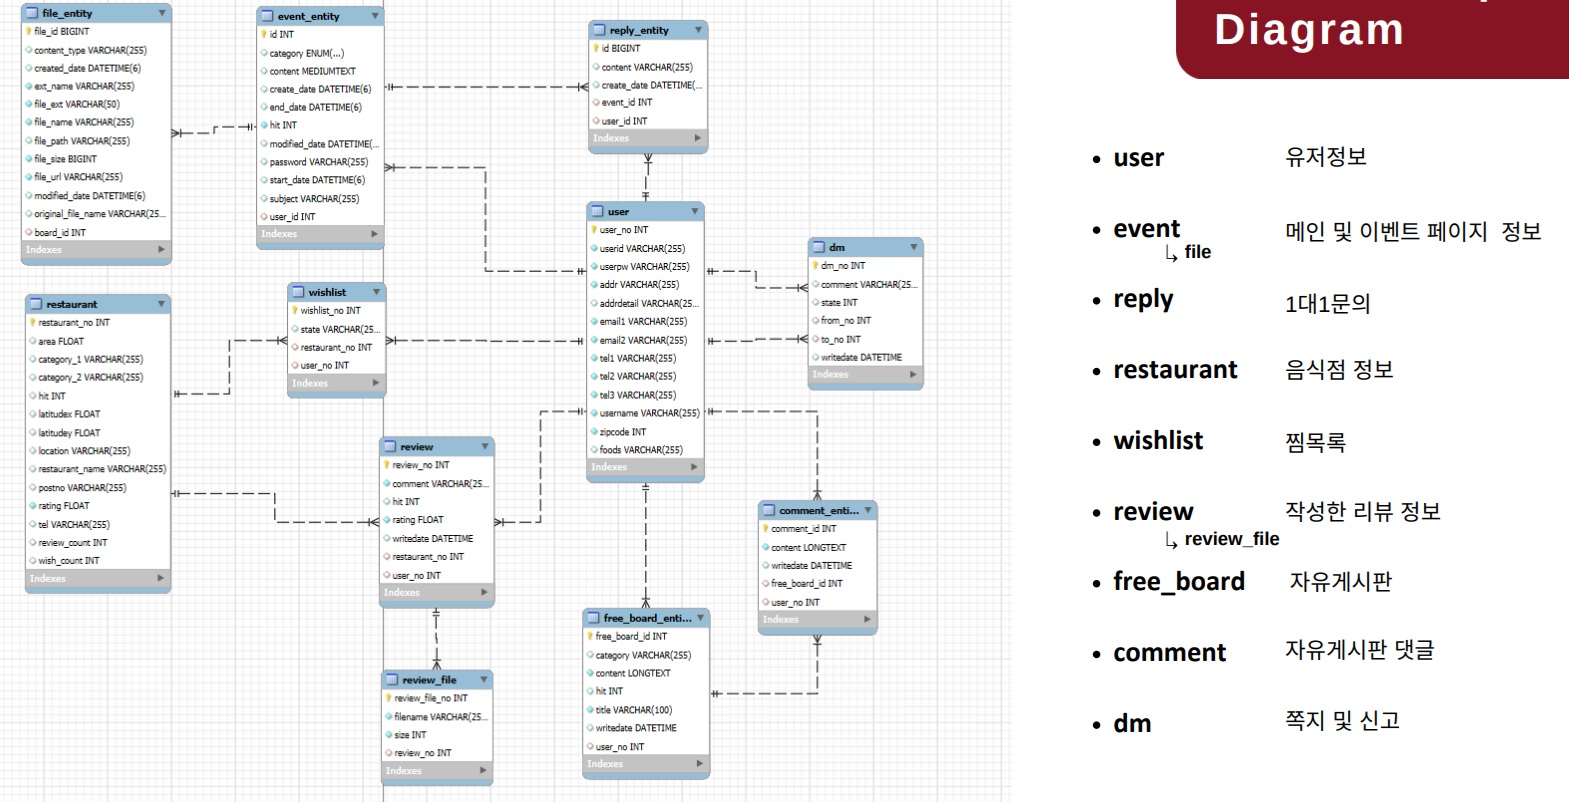 file_entity
file_id BIGINT
content_type VARCHAR(255)
created_date DATETIME(6)
ext_name VARCHAR(255)
file_ext VARCHAR(50)
file_name VARCHAR(255)
file_path VARCHAR(255)
file_size BIGINT
file_url VARCHAR(255)
modified_date DATETIME(6)
original_file_name VARCHAR(25...
board_id INT
Indexes
event_entity
id INT
category ENUM(...)
content MEDIUMTEXT
create_date DATETIME(6)
end_date DATETIME(6)
hit INT
modified_date DATETIME(...
password VARCHAR(255)
start_date DATETIME(6)
subject VARCHAR(255)
user_id INT
Indexes
reply_entity
id BIGINT
content VARCHAR(255)
create_date DATETIME(...
event_id INT
user_id INT
Indexes
user
user_no INT
userid VARCHAR(255)
userpw VARCHAR(255)
addr VARCHAR(255)
addrdetail VARCHAR(25...
email1 VARCHAR(255)
email2 VARCHAR(255)
tel1 VARCHAR(255)
tel2 VARCHAR(255)
tel3 VARCHAR(255)
username VARCHAR(255)
zipcode INT
foods VARCHAR(255)
Indexes
dm
dm_no INT
comment VARCHAR(25...
state INT
from_no INT
to_no INT
writedate DATETIME
Indexes
restaurant
restaurant_no INT
area FLOAT
category_1 VARCHAR(255)
category_2 VARCHAR(255)
hit INT
latitudex FLOAT
latitudey FLOAT
location VARCHAR(255)
restaurant_name VARCHAR(255)
postno VARCHAR(255)
rating FLOAT
tel VARCHAR(255)
review_count INT
wish_count INT
Indexes
wishlist
wishlist_no INT
state VARCHAR(25...
restaurant_no INT
user_no INT
Indexes
review
review_no INT
comment VARCHAR(25...
hit INT
rating FLOAT
writedate DATETIME
restaurant_no INT
user_no INT
Indexes
review_file
review_file_no INT
filename VARCHAR(25...
size INT
review_no INT
Indexes
free_board_enti...
free_board_id INT
category VARCHAR(255)
content LONGTEXT
hit INT
title VARCHAR(100)
writedate DATETIME
user_no INT
Indexes
comment_enti...
comment_id INT
content LONGTEXT
writedate DATETIME
free_board_id INT
user_no INT
Indexes
Diagram
• user 유저정보
• event 메인 및 이벤트 페이지 정보
↳ file
• reply 1대1문의
• restaurant 음식점 정보
• wishlist 찜목록
• review 작성한 리뷰 정보
↳ review_file
• free_board 자유게시판
• comment 자유게시판 댓글
• dm 쪽지 및 신고